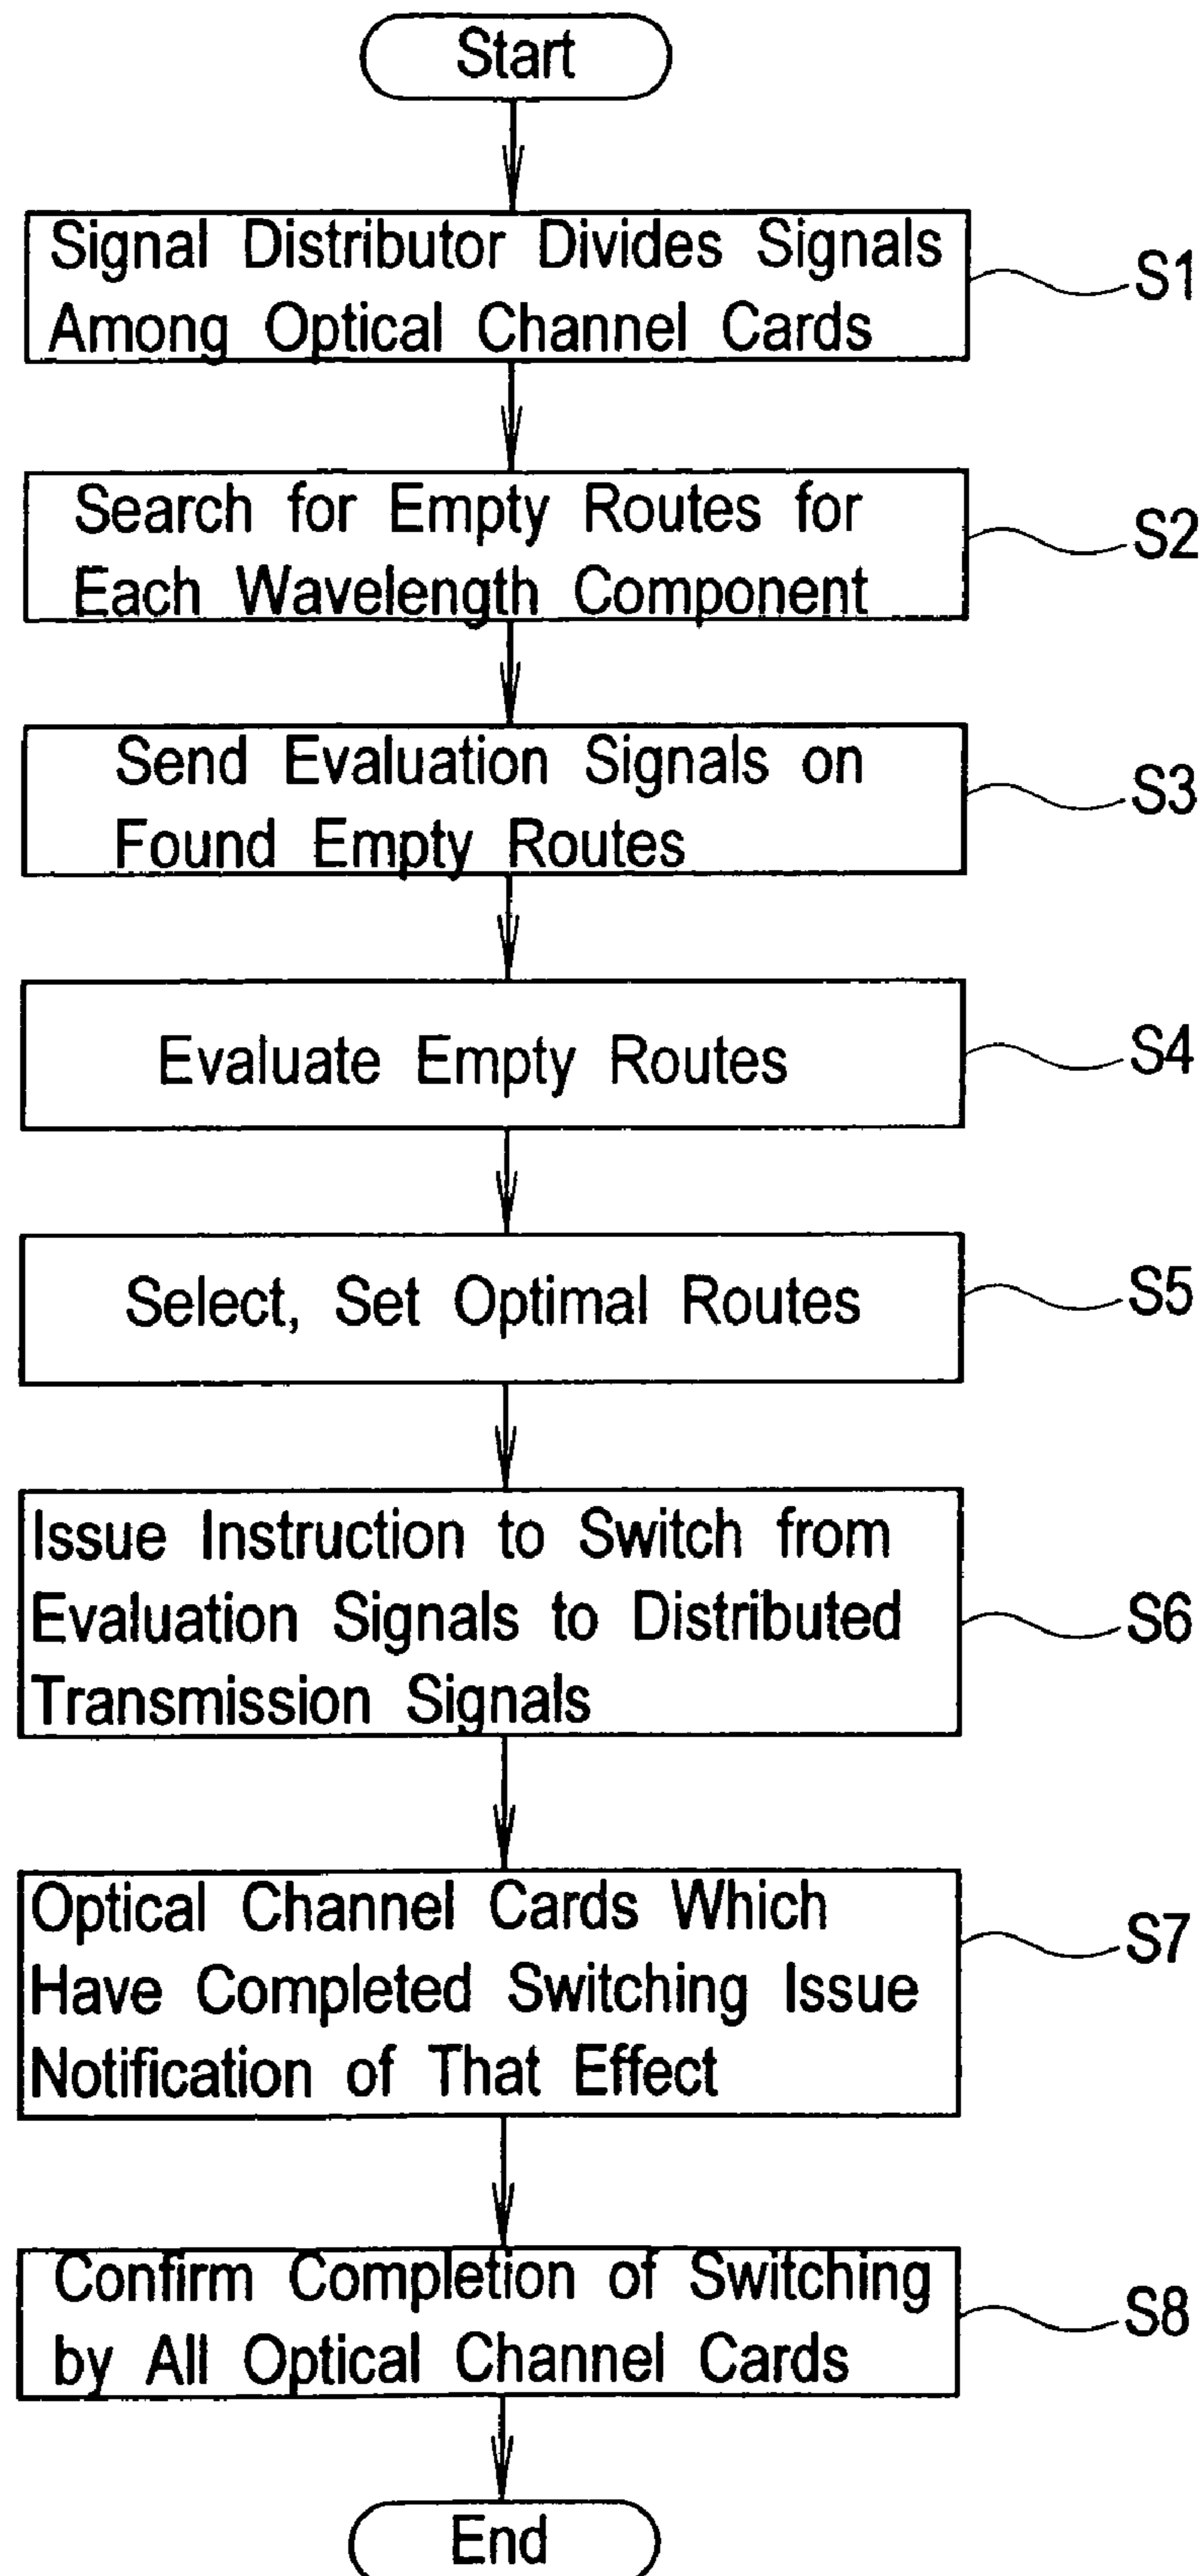 Start
Signal Distributor Divides Signals
Among Optical Channel Cards
S1
Search for Empty Routes for
Each Wavelength Component
S2
Send Evaluation Signals on
Found Empty Routes
S3
Evaluate Empty Routes
S4
Select, Set Optimal Routes
S5
Issue Instruction to Switch from
Evaluation Signals to Distributed
Transmission Signals
S6
Optical Channel Cards Which
Have Completed Switching Issue
Notification of That Effect
S7
Confirm Completion of Switching
by All Optical Channel Cards
S8
End